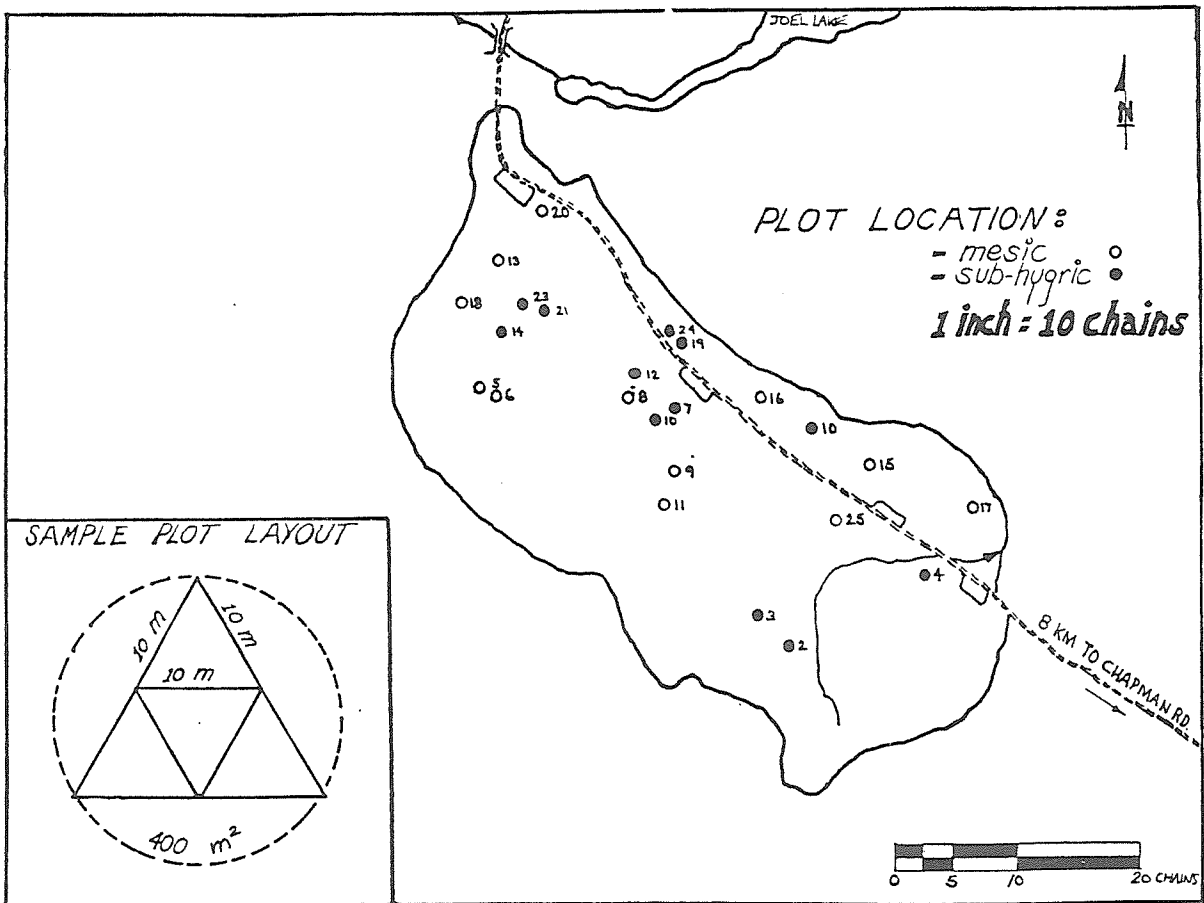 JOEL LAKE
N
PLOT LOCATION:
- mesic
- sub-hygric
1 inch = 10 chains
20
13
18
23
21
14
24
19
12
5
6
8
7
10
16
10
15
9
11
25
17
4
3
2
8 KM TO CHAPMAN RD.
SAMPLE PLOT LAYOUT
10 m
10 m
10 m
400 m²
0 5 10 20 CHAINS